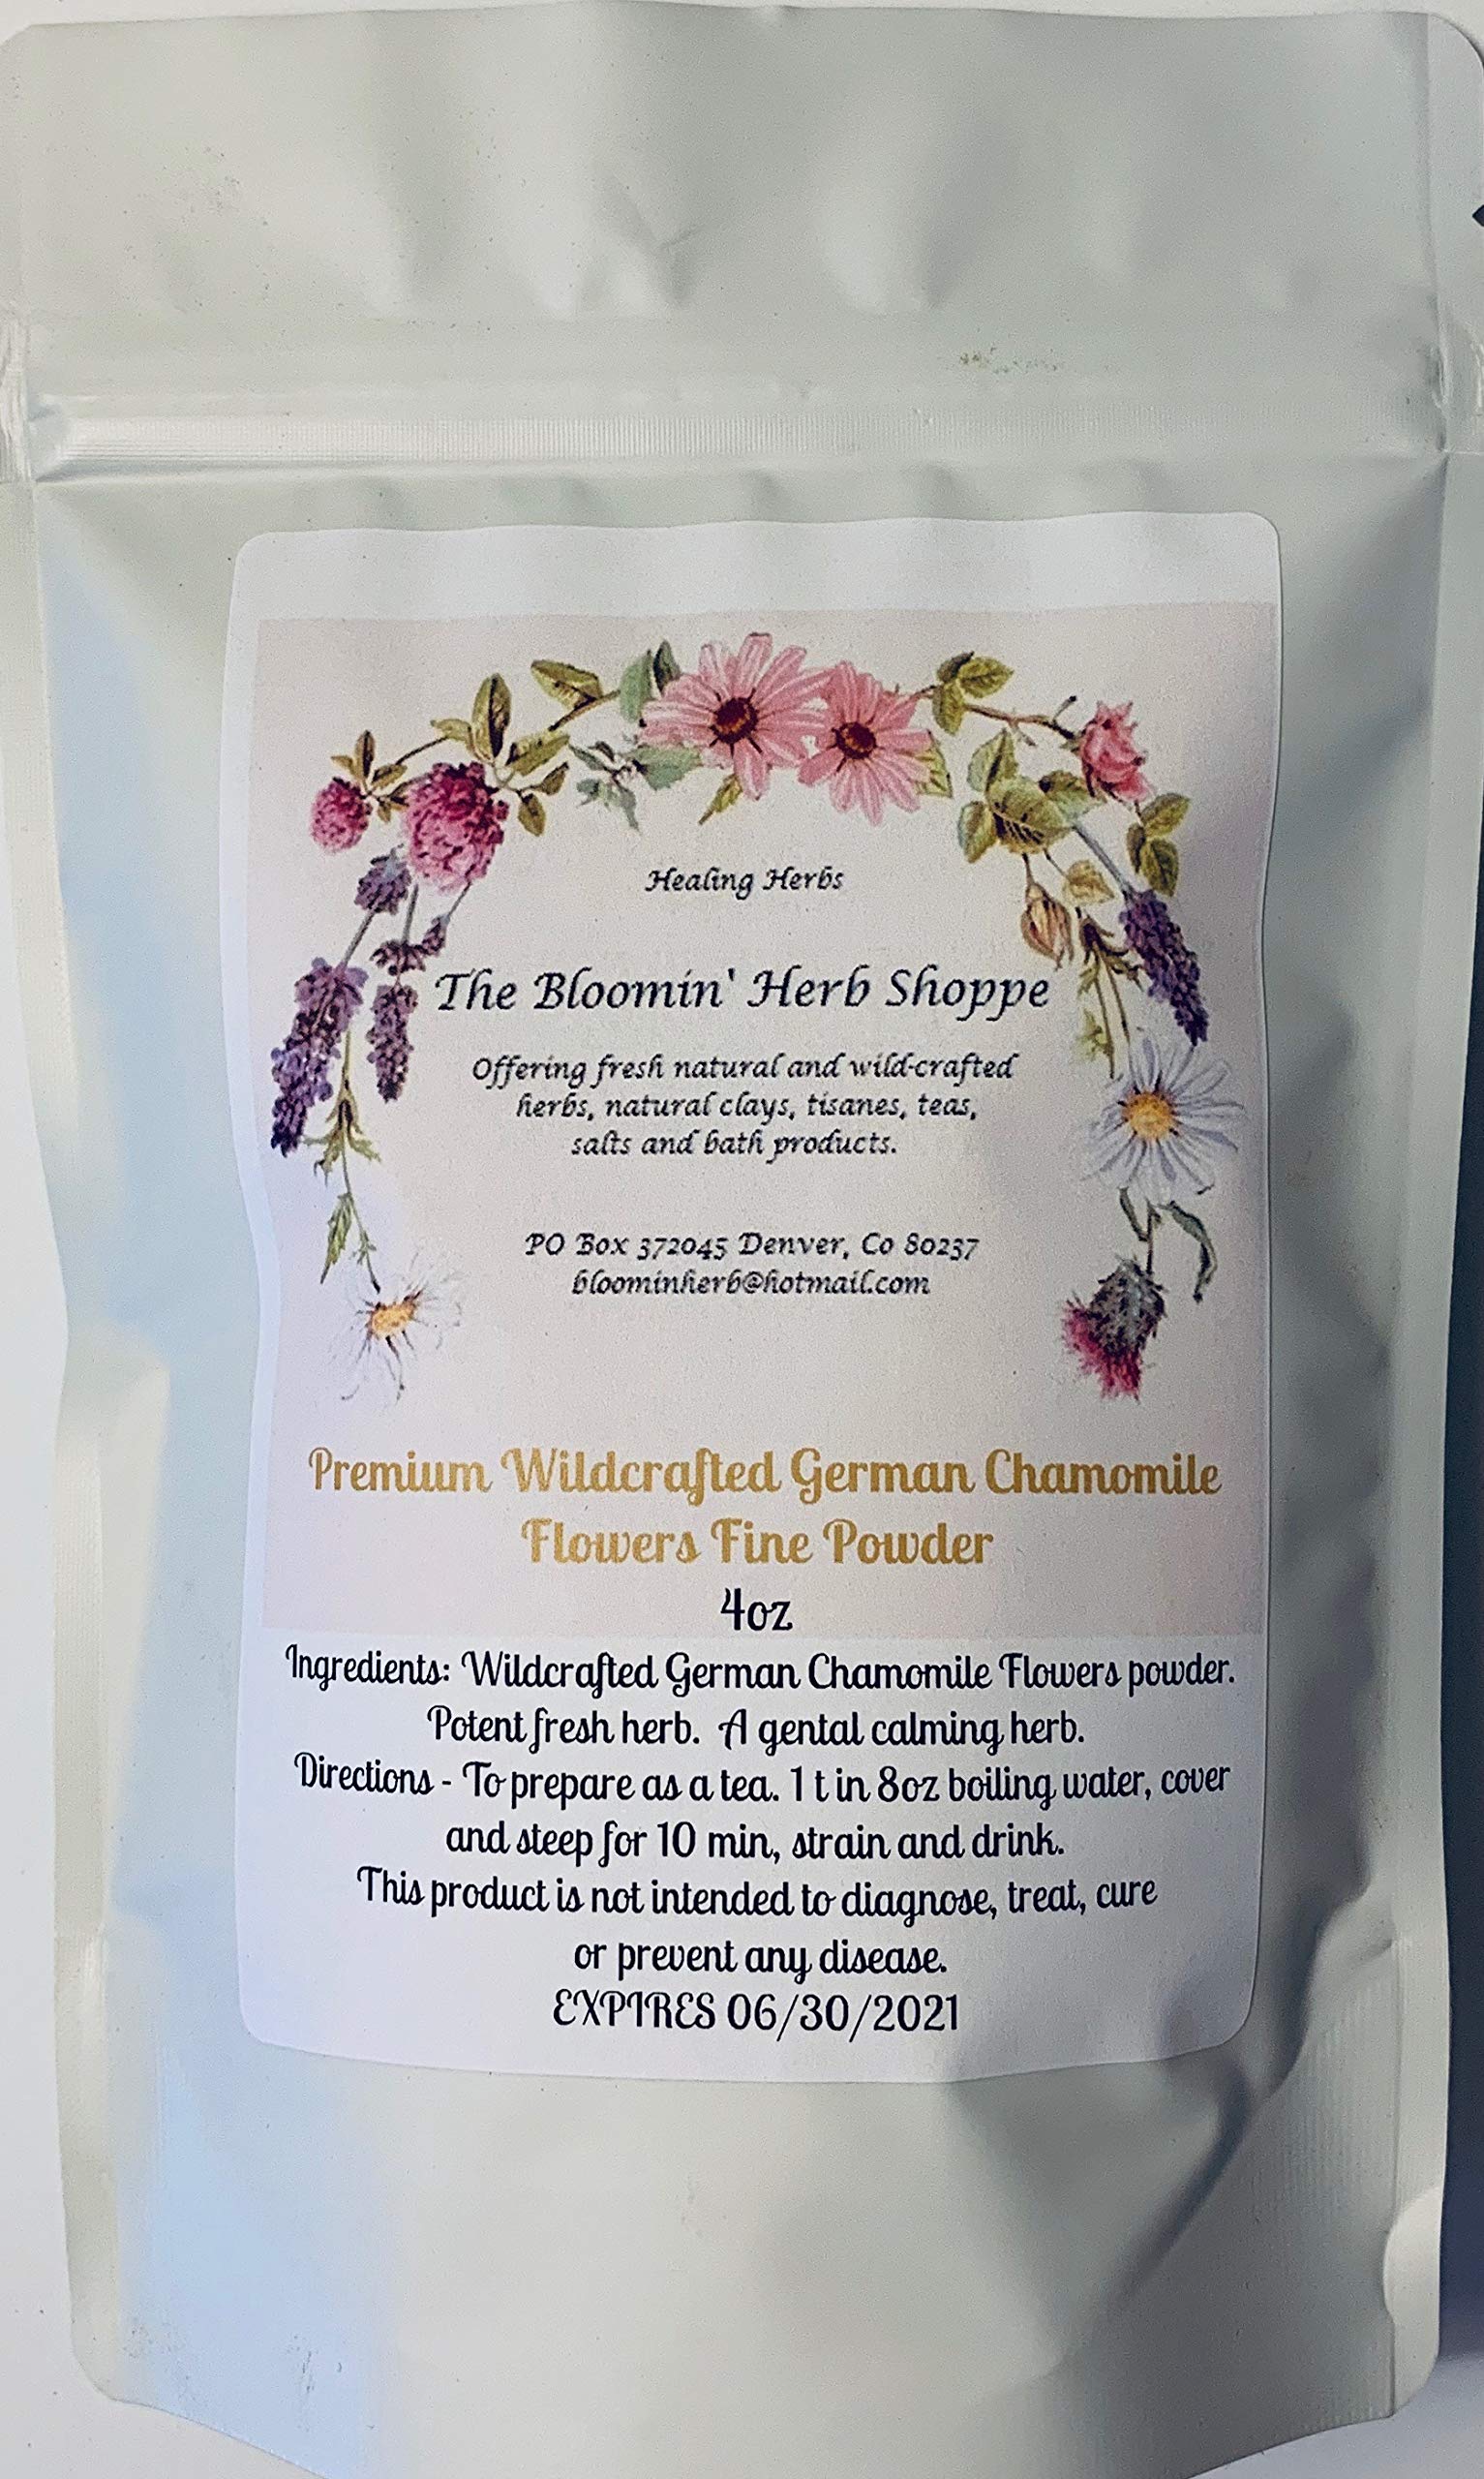 Healing Herbs
The Bloomin' Herb Shoppe
Offering fresh natural and wild-crafted
herbs, natural clays, tisanes, teas,
salts and bath products.
PO Box 372045 Denver, Co 80237
bloominherb@hotmail.com
Premium Wildcrafted German Chamomile
Flowers Fine Powder
4oz
Ingredients: Wildcrafted German Chamomile Flowers powder.
Potent fresh herb. A gental calming herb.
Directions - To prepare as a tea. 1 t in 8oz boiling water, cover
and steep for 10 min, strain and drink.
This product is not intended to diagnose, treat, cure
or prevent any disease.
EXPIRES 06/30/2021